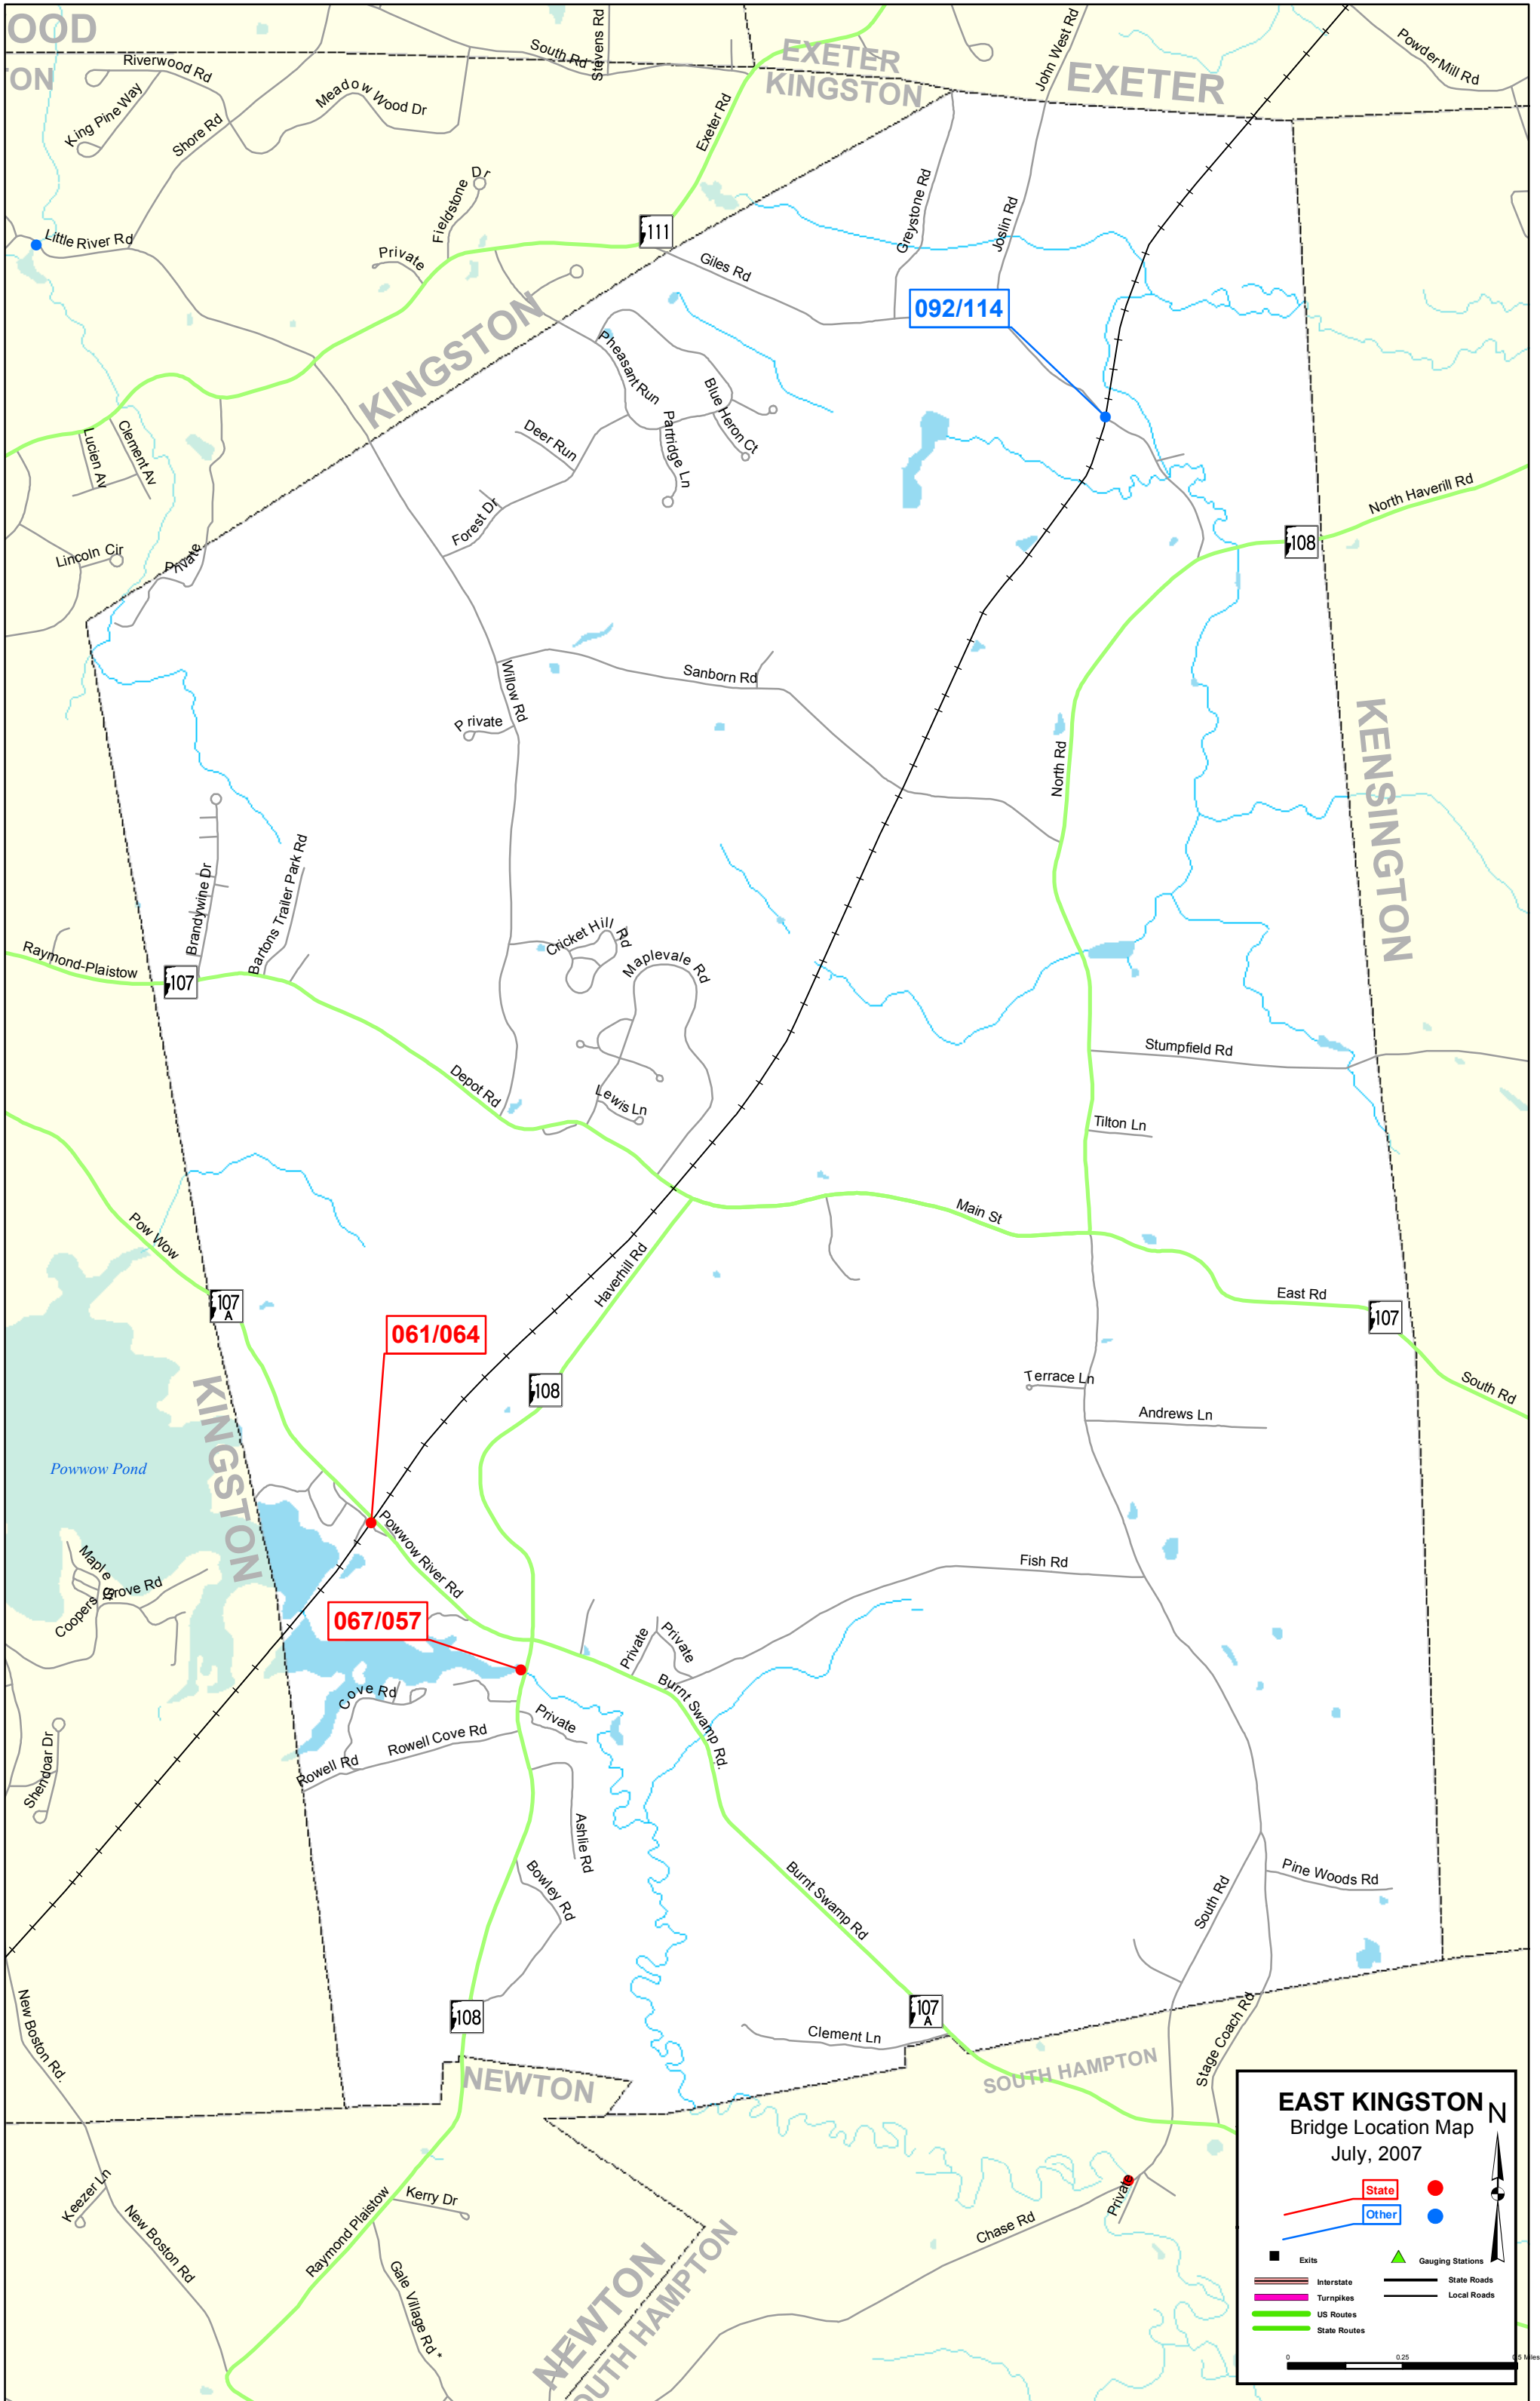 OOD
TON
Riverwood Rd
King Pine Way
Shore Rd
Meadow Wood Dr
South Rd
Stevens Rd
Exeter Rd
EXETER
KINGSTON
EXETER
John West Rd
PowderMill Rd
Little River Rd
Private
Fieldstone Dr
111
Giles Rd
Greystone Rd
Joslin Rd
092/114
KINGSTON
Pheasant Run
Blue Heron Ct
Partridge Ln
Deer Run
Forest Dr
Lucien Av
Clement Av
Lincoln Cir
Private
North Haverill Rd
108
Willow Rd
Sanborn Rd
Private
North Rd
KENSINGTON
Brandywine Dr
Bartons Trailer Park Rd
Raymond-Plaistow
107
Cricket Hill Rd
Maplevale Rd
Depot Rd
Lewis Ln
Stumpfield Rd
Tilton Ln
Pow Wow
107
A
Main St
Haverhill Rd
East Rd
107
South Rd
061/064
108
Terrace Ln
Andrews Ln
KINGSTON
Powwow Pond
Powwow River Rd
Fish Rd
Maple St
Coopers Grove Rd
067/057
Private
Private
Burnt Swamp Rd.
Cove Rd
Private
Rowell Cove Rd
Rowell Rd
Shendoar Dr
Ashlie Rd
Bowley Rd
Burnt Swamp Rd
South Rd
Pine Woods Rd
108
107
A
Clement Ln
Stage Coach Rd
New Boston Rd.
NEWTON
SOUTH HAMPTON
Keezer Ln
New Boston Rd
Raymond Plaistow
Kerry Dr
Gale Village Rd *
Chase Rd
Private
NEWTON
OUTH HAMPTON
EAST KINGSTON
N
Bridge Location Map
July, 2007
State
Other
Exits
Gauging Stations
Interstate
State Roads
Turnpikes
Local Roads
US Routes
State Routes
0 0.25 0.5 Miles